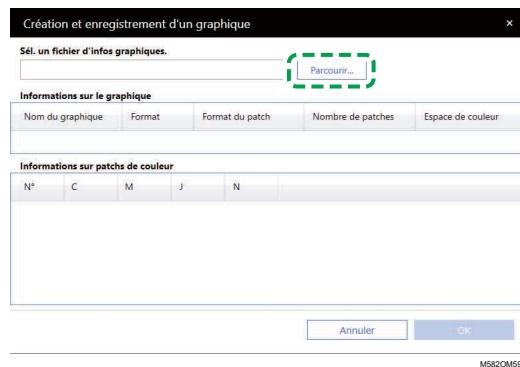 Création et enregistrement d'un graphique ×
Sél. un fichier d'infos graphiques.
Parcourir...
Informations sur le graphique
Nom du graphique Format Format du patch Nombre de patches Espace de couleur
Informations sur patchs de couleur
N° C M J N
Annuler OK
M582OM59